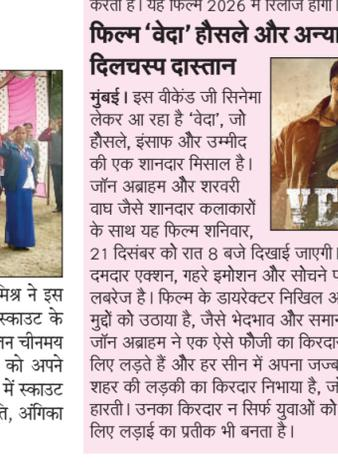 करता है। यह फिल्म 2026 में रिलीज होगी।
फिल्म ‘वेदा’ हौसले और अन्या
दिलचस्प दास्तान
मुंबई। इस वीकेंड जी सिनेमा
लेकर आ रहा है ‘वेदा’, जो
हौसले, इंसाफ और उम्मीद
की एक शानदार मिसाल है।
जॉन अब्राहम और शरवरी
वाघ जैसे शानदार कलाकारों
के साथ यह फिल्म शनिवार,
21 दिसंबर को रात 8 बजे दिखाई जाएगी।
दमदार एक्शन, गहरे इमोशन और सोचने प
लबरेज है। फिल्म के डायरेक्टर निखिल अ
मुद्दों को उठाया है, जैसे भेदभाव और समान
जॉन अब्राहम ने एक ऐसे फौजी का किरदा
लिए लड़ते हैं और हर सीन में अपना जज्ब
शहर की लड़की का किरदार निभाया है, जो
हारती। उनका किरदार न सिर्फ युवाओं को
लिए लड़ाई का प्रतीक भी बनता है।
मिश्र ने इस
स्काउट के
जन चीनमय
को अपने
में स्काउट
ति, अंगिका